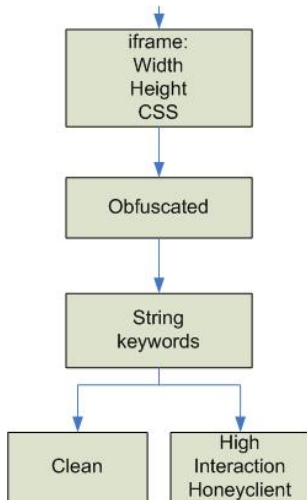 iframe:
Width
Height
CSS
Obfuscated
String
keywords
Clean
High
Interaction
Honeyclient